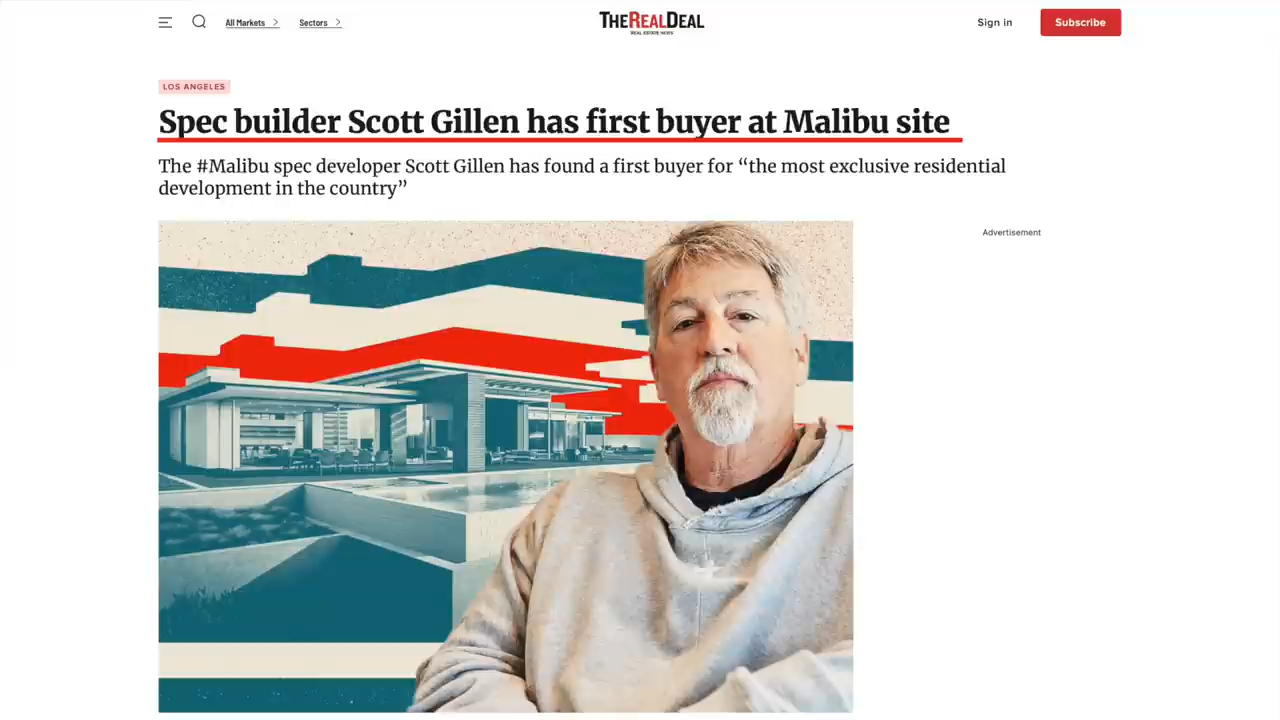 All Markets
Sectors
THEREALDEAL
REAL ESTATE NEWS
Sign in
Subscribe
LOS ANGELES
Spec builder Scott Gillen has first buyer at Malibu site
The #Malibu spec developer Scott Gillen has found a first buyer for “the most exclusive residential
development in the country”
Advertisement